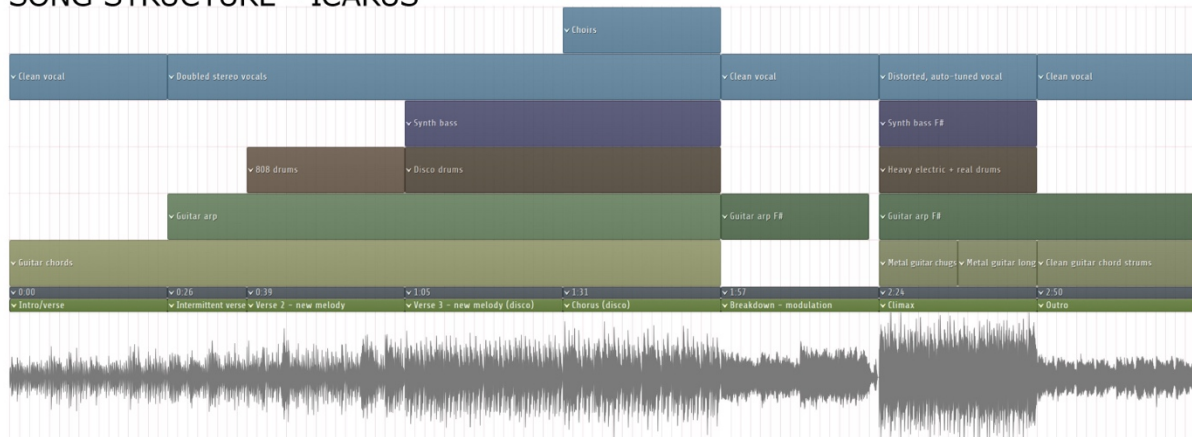 SONG STRUCTURE - ICARUS
Choirs
Clean vocal Doubled stereo vocals Clean vocal Distorted, auto-tuned vocal Clean vocal
Synth bass Synth bass F#
808 drums Disco drums Heavy electric + real drums
Guitar arp Guitar arp F# Guitar arp F#
Guitar chords Metal guitar chugs Metal guitar long Clean guitar chord strums
0:00 0:26 0:39 1:05 1:31 1:57 2:24 2:50
Intro/verse Intermittent verse Verse 2 - new melody Verse 3 - new melody (disco) Chorus (disco) Breakdown - modulation Climax Outro